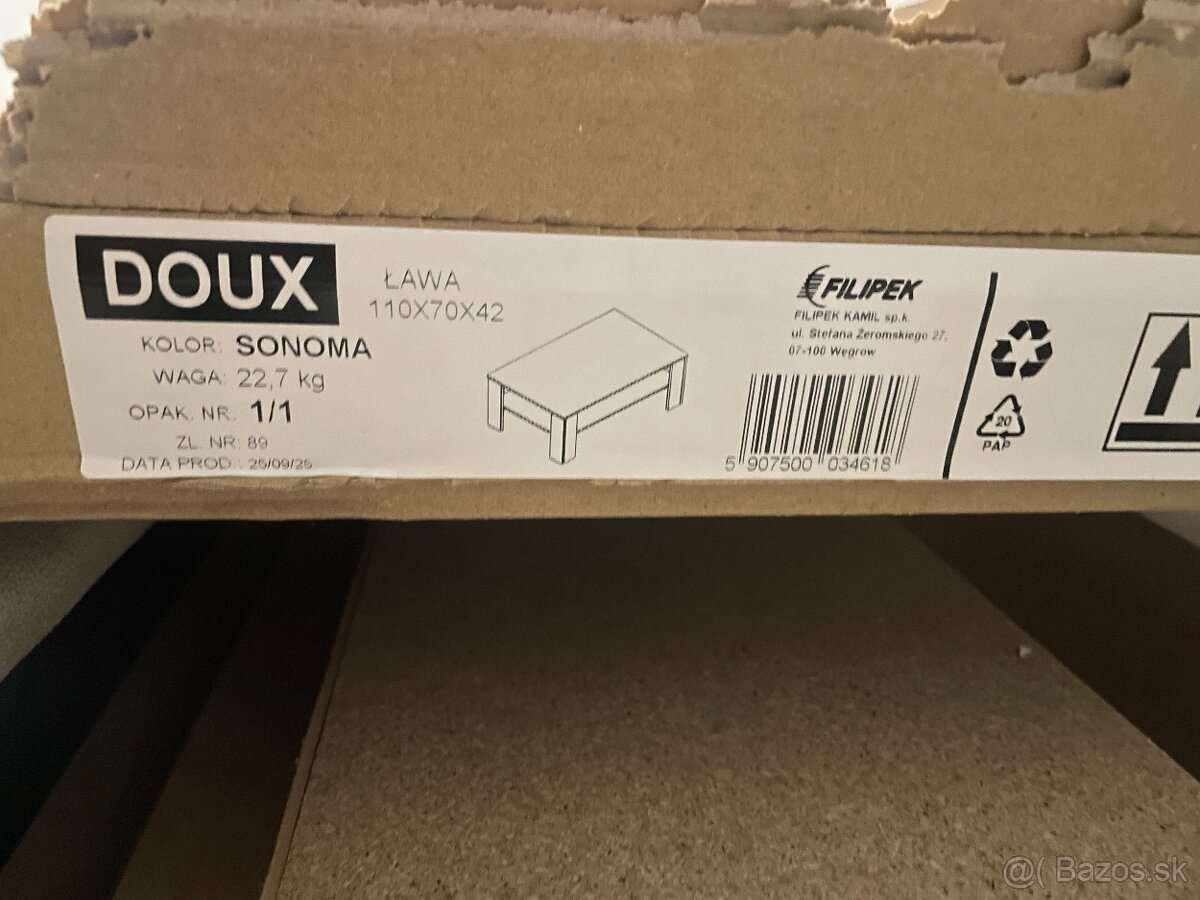 DOUX
ŁAWA
110X70X42
KOLOR: SONOMA
WAGA: 22,7 kg
OPAK. NR. 1/1
ZL. NR: 89
DATA PROD.: 25/09/25
FILIPEK
FILIPEK KAMIL sp.k.
ul. Stefana Żeromskiego 27,
07-100 Węgrow
5 907500 034618
20
PAP
@( Bazos.sk